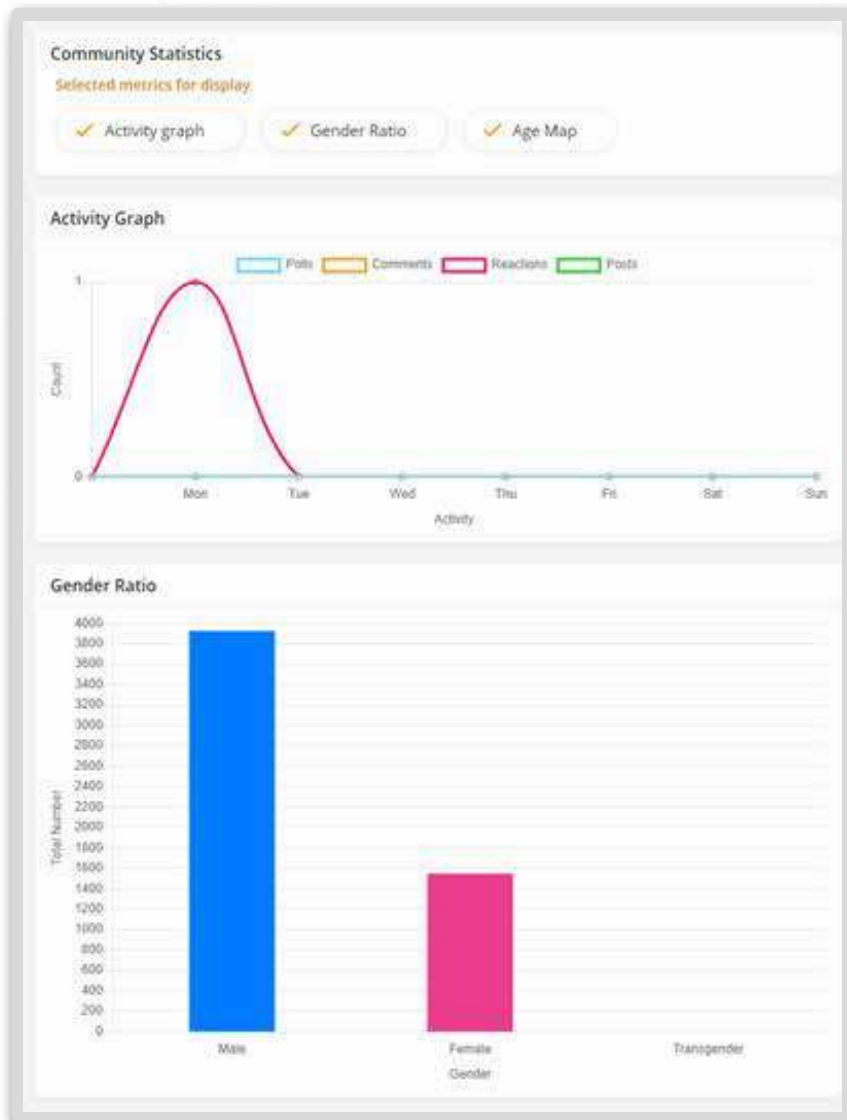 Community Statistics
Selected metrics for display
Activity graph Gender Ratio Age Map
Activity Graph
Polls Comments Reactions Posts
1
Count
0
Mon Tue Wed Thu Fri Sat Sun
Activity
Gender Ratio
4000
3800
3600
3400
3200
3000
2800
2600
2400
2200
2000
1800
1600
1400
1200
1000
800
600
400
200
0
Total Number
Male Female Transgender
Gender